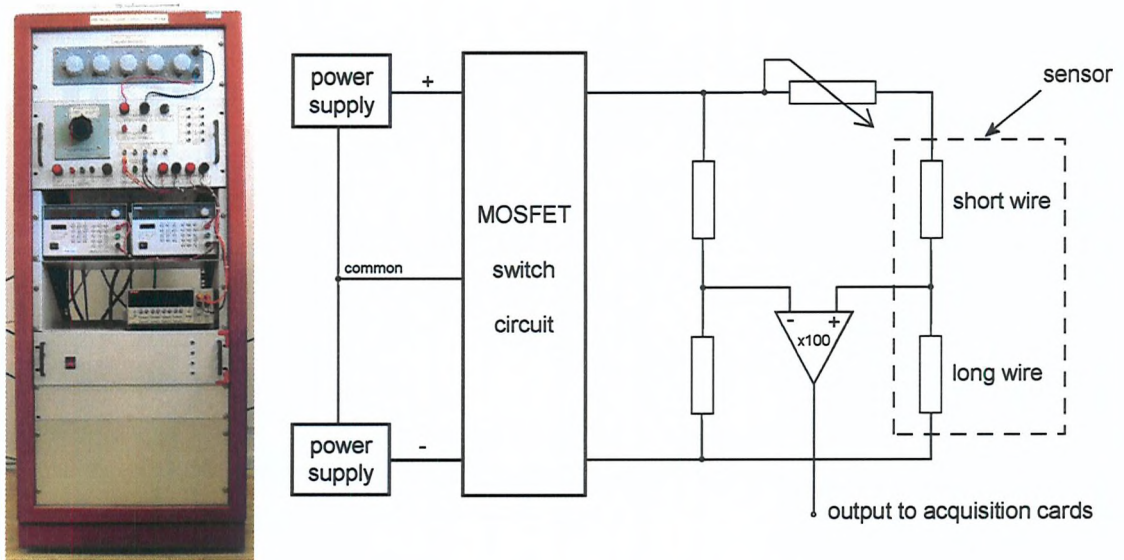 power
supply
+
common
power
supply
-
MOSFET
switch
circuit
sensor
short wire
- +
x100
long wire
output to acquisition cards